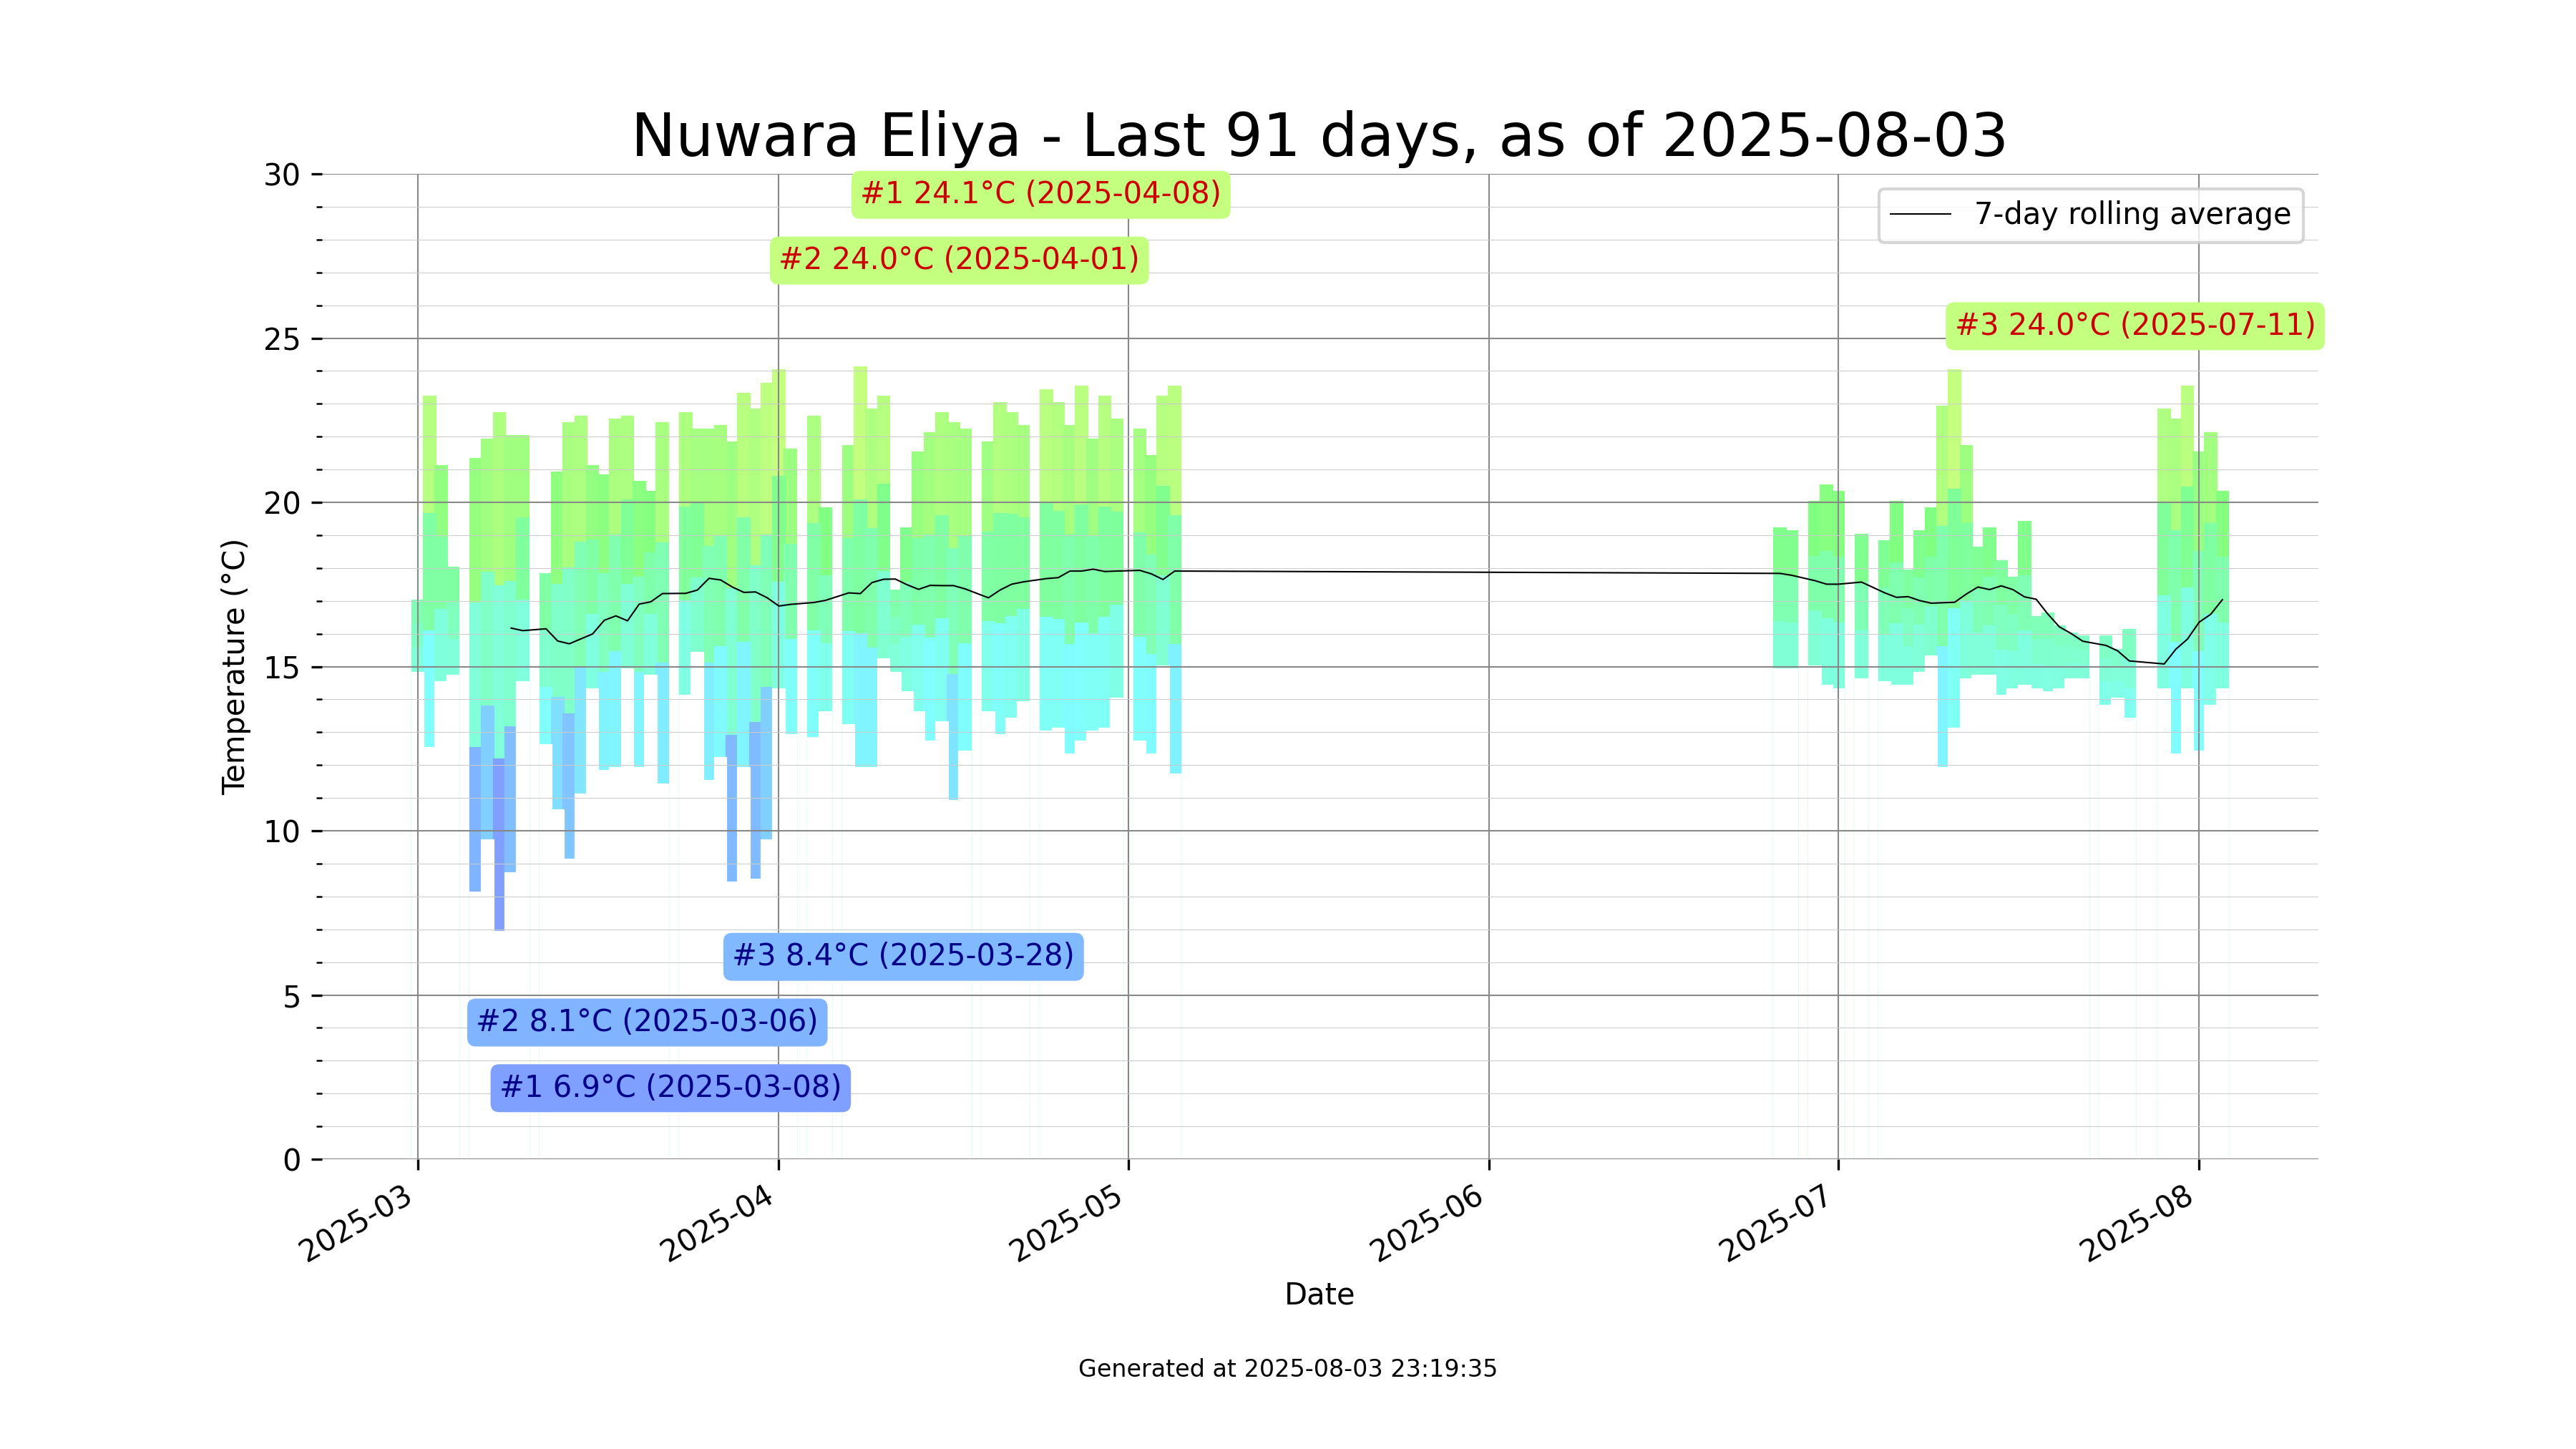 Nuwara Eliya - Last 91 days, as of 2025-08-03
30
25
20
15
10
5
0
Temperature (°C)
#1 24.1°C (2025-04-08)
#2 24.0°C (2025-04-01)
#3 24.0°C (2025-07-11)
7-day rolling average
#3 8.4°C (2025-03-28)
#2 8.1°C (2025-03-06)
#1 6.9°C (2025-03-08)
2025-03
2025-04
2025-05
2025-06
2025-07
2025-08
Date
Generated at 2025-08-03 23:19:35